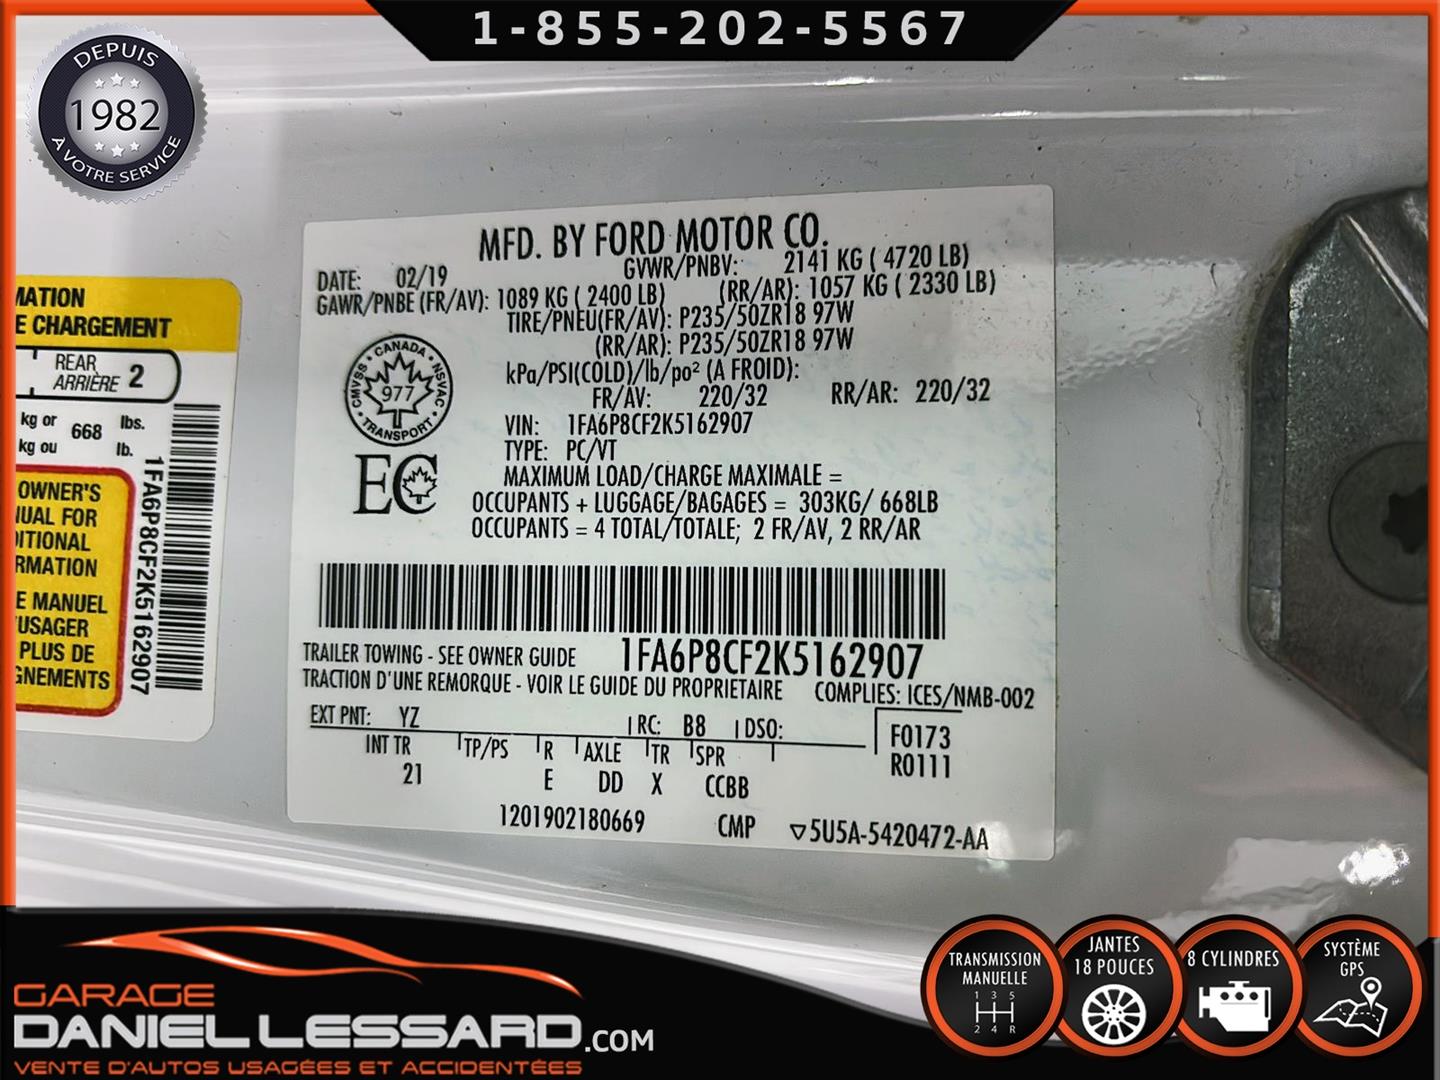 1-855-202-5567
DEPUIS
1982
À VOTRE SERVICE
MATION
E CHARGEMENT
REAR
ARRIÈRE 2
kg or 668 lbs.
kg ou lb.
OWNER'S
UAL FOR
DITIONAL
RMATION
E MANUEL
'USAGER
PLUS DE
GNEMENTS
1FA6P8CF2K5162907
MFD. BY FORD MOTOR CO.
DATE: 02/19 GVWR/PNBV: 2141 KG ( 4720 LB)
GAWR/PNBE (FR/AV): 1089 KG ( 2400 LB) (RR/AR): 1057 KG ( 2330 LB)
TIRE/PNEU(FR/AV): P235/50ZR18 97W
(RR/AR): P235/50ZR18 97W
kPa/PSI(COLD)/lb/po² (A FROID):
FR/AV: 220/32 RR/AR: 220/32
VIN: 1FA6P8CF2K5162907
TYPE: PC/VT
MAXIMUM LOAD/CHARGE MAXIMALE =
OCCUPANTS + LUGGAGE/BAGAGES = 303KG/ 668LB
OCCUPANTS = 4 TOTAL/TOTALE; 2 FR/AV, 2 RR/AR
CANADA
CMVSS 977 NSVAC
TRANSPORT
EC
TRAILER TOWING - SEE OWNER GUIDE 1FA6P8CF2K5162907
TRACTION D'UNE REMORQUE - VOIR LE GUIDE DU PROPRIETAIRE COMPLIES: ICES/NMB-002
EXT PNT: YZ RC: B8 DSO: F0173
INT TR TP/PS R AXLE TR SPR R0111
21 E DD X CCBB
1201902180669 CMP ▽5U5A-5420472-AA
GARAGE
DANIEL LESSARD.COM
VENTE D'AUTOS USAGÉES ET ACCIDENTÉES
TRANSMISSION
MANUELLE
1 3 5
2 4 R
JANTES
18 POUCES
8 CYLINDRES
SYSTÈME
GPS